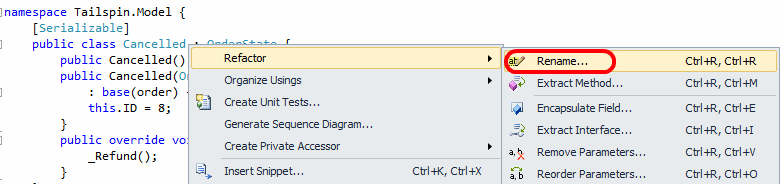 namespace Tailspin.Model {
[Serializable]
public class Cancelled : OrderState {
public Cancelled()
public Cancelled(Or
: base(order)
this.ID = 8;
}
public override voi
_Refund();
}
Refactor
Organize Usings
Create Unit Tests...
Generate Sequence Diagram...
Create Private Accessor
Insert Snippet... Ctrl+K, Ctrl+X
Rename... Ctrl+R, Ctrl+R
Extract Method... Ctrl+R, Ctrl+M
Encapsulate Field... Ctrl+R, Ctrl+E
Extract Interface... Ctrl+R, Ctrl+I
Remove Parameters... Ctrl+R, Ctrl+V
Reorder Parameters... Ctrl+R, Ctrl+O